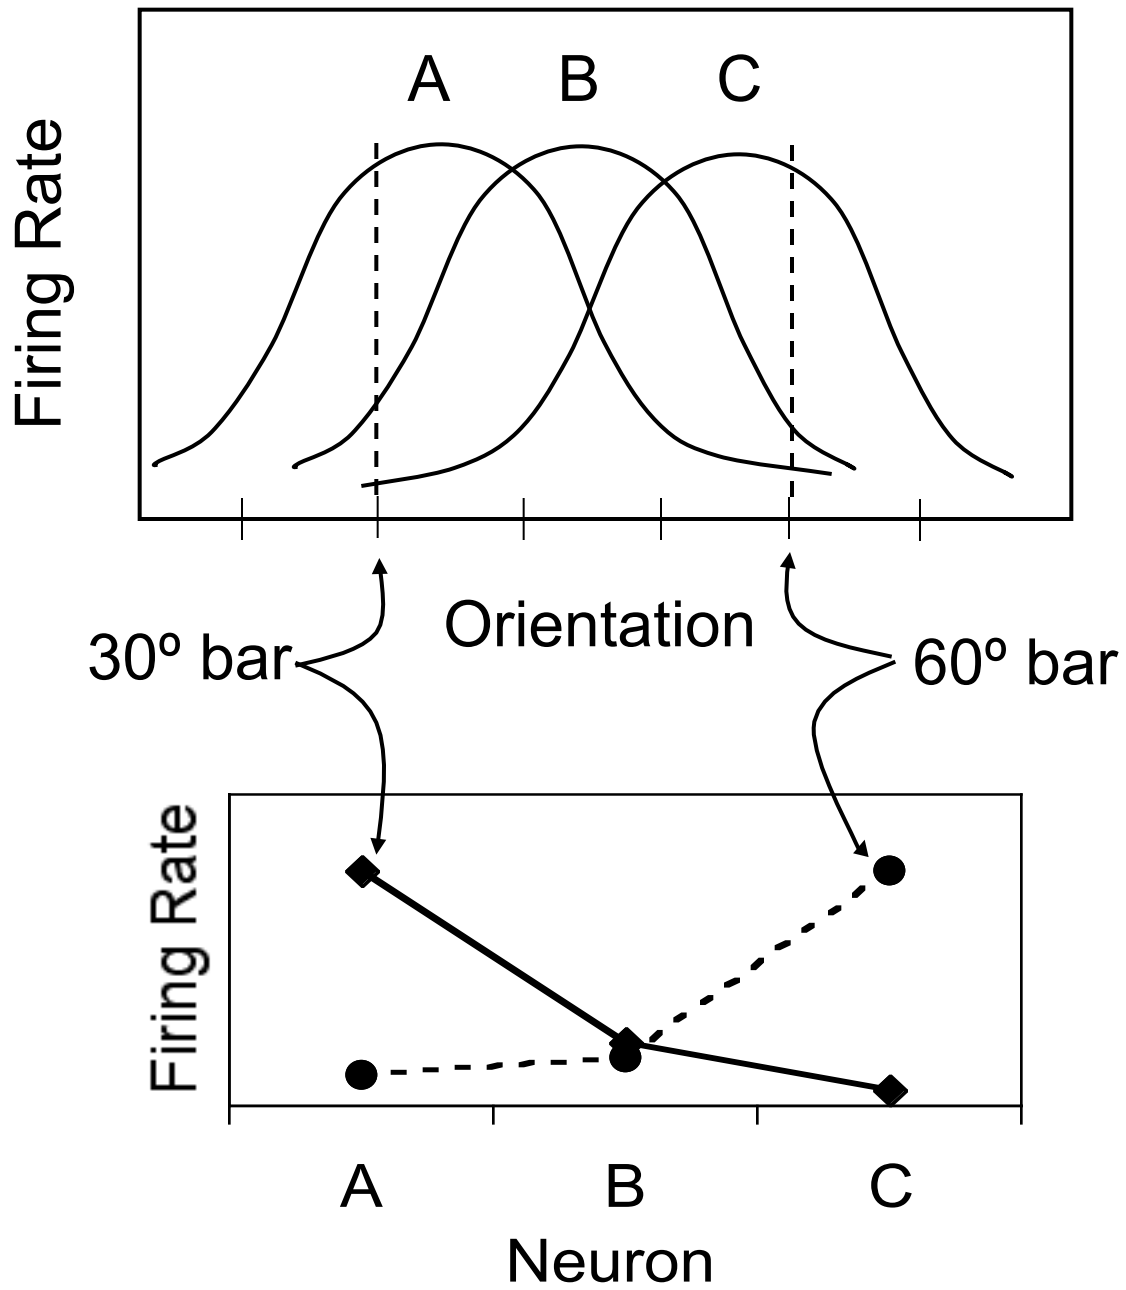 A B C
Firing Rate
Orientation
30º bar
60º bar
Firing Rate
A B C
Neuron